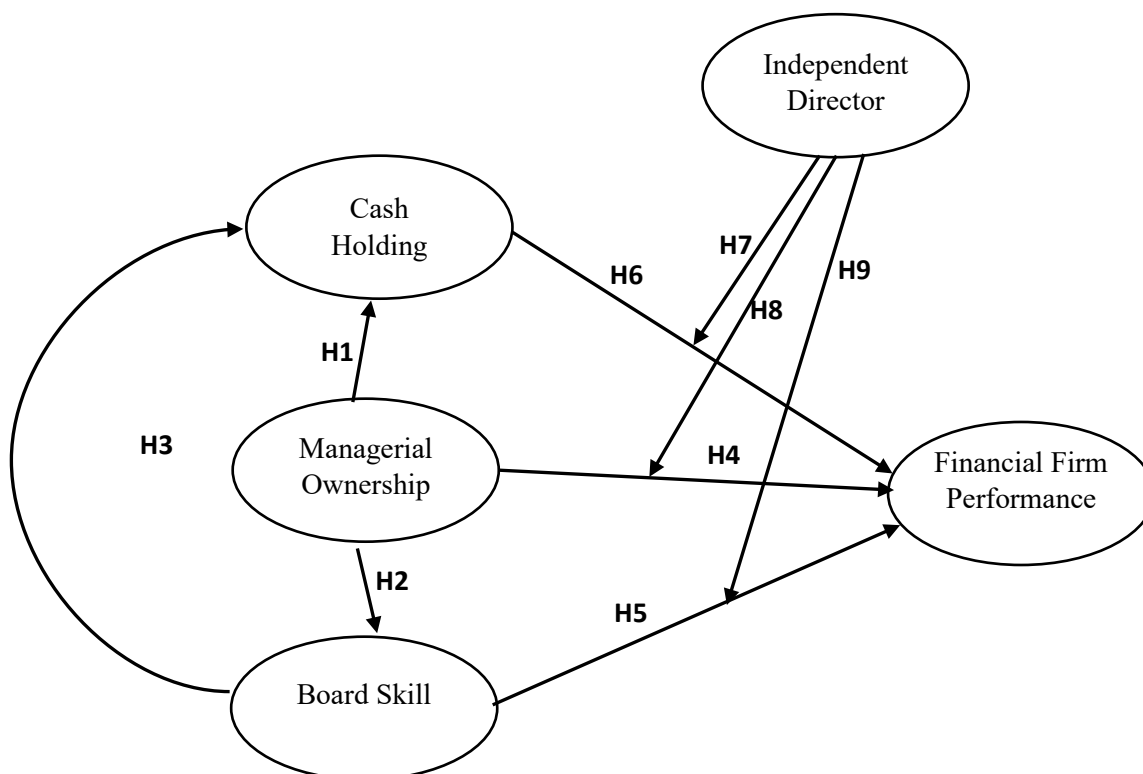 Independent
Director
Cash
Holding
H7
H9
H6
H8
H1
H3
Managerial
Ownership
H4
Financial Firm
Performance
H2
H5
Board Skill